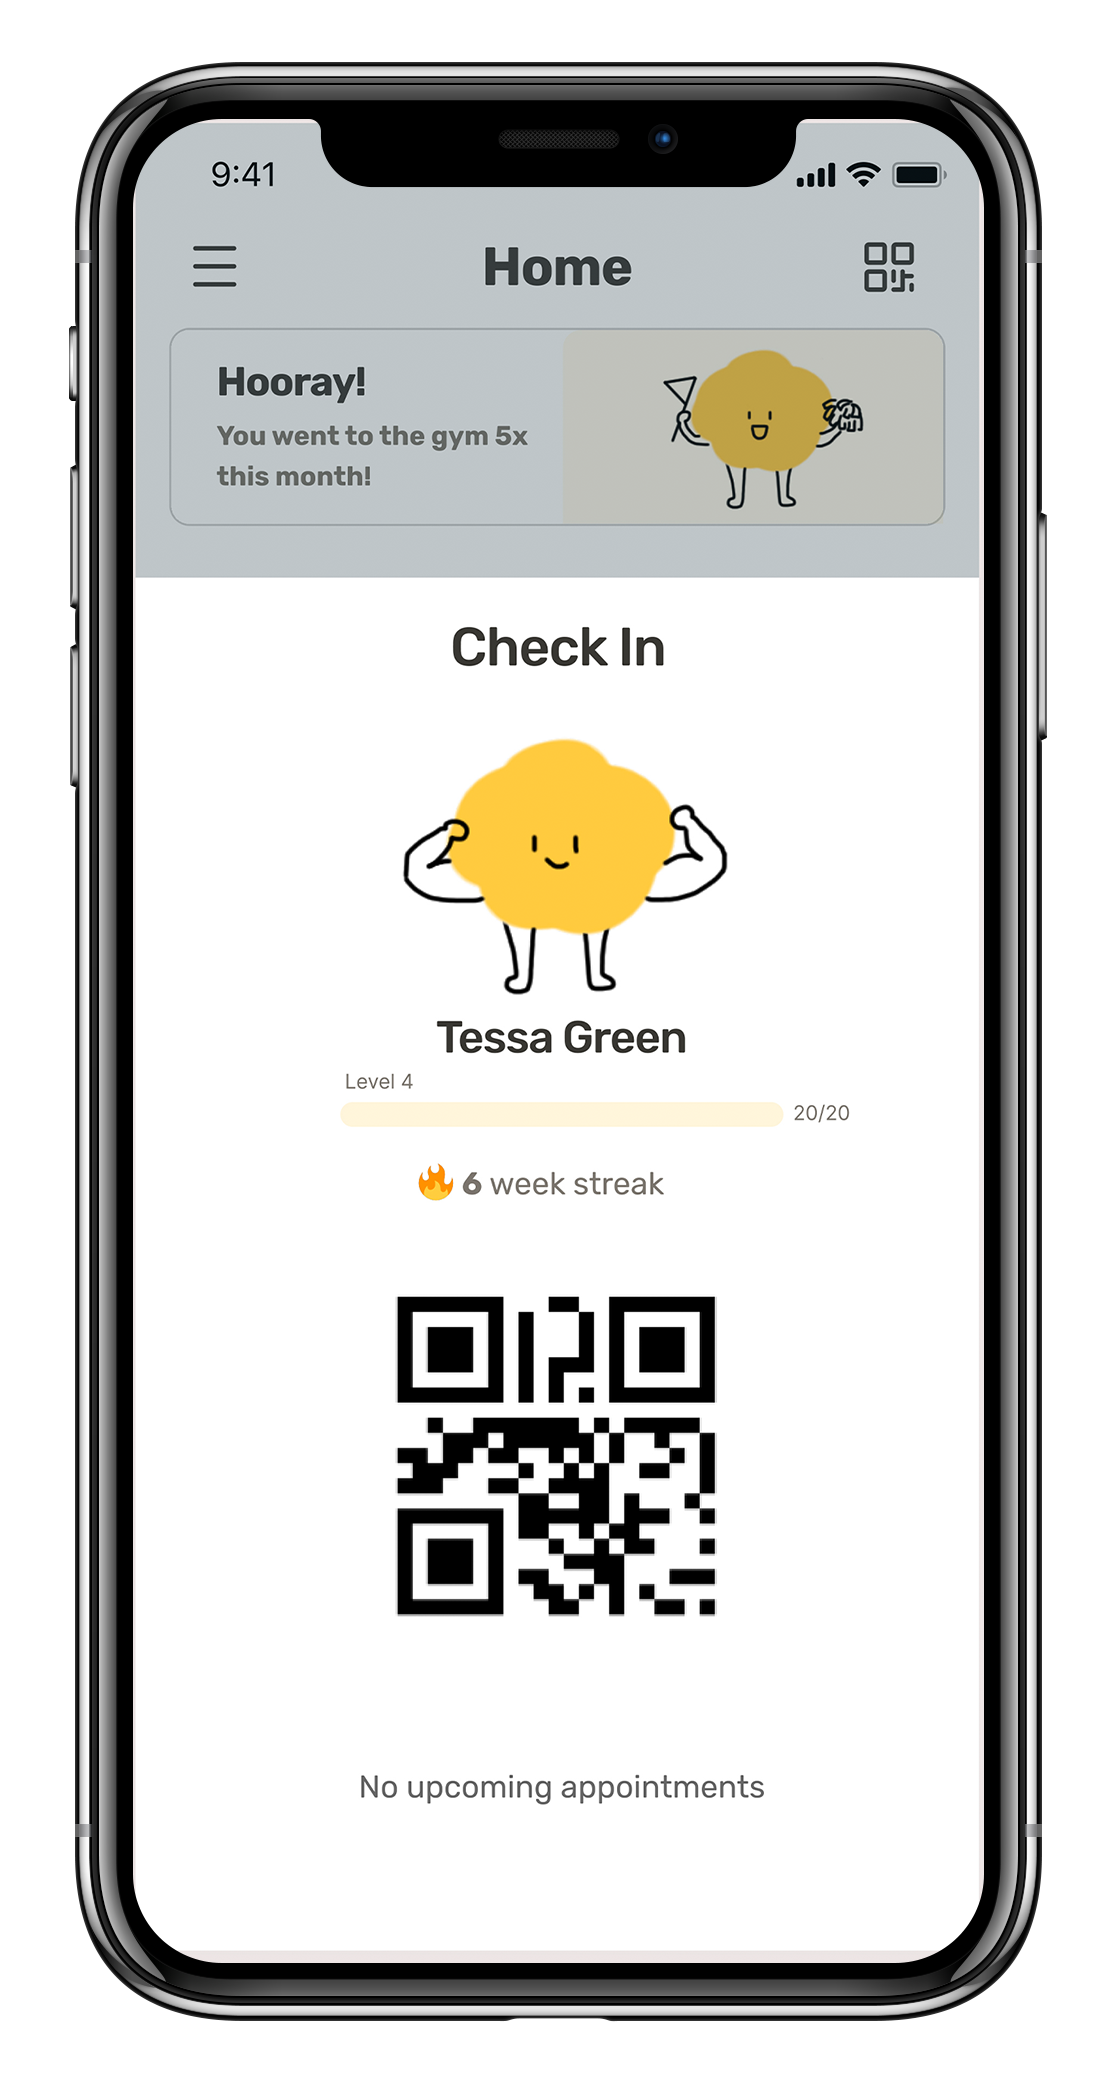 9:41
Home
Hooray!
You went to the gym 5x
this month!
Check In
Tessa Green
Level 4
20/20
6 week streak
No upcoming appointments